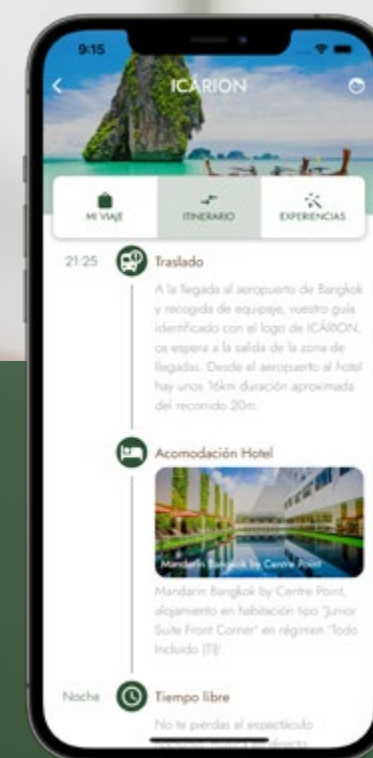 9:15
ICÁRION
MI VIAJE
ITINERARIO
EXPERIENCIAS
21:25
Traslado
A la llegada al aeropuerto de Bangkok
y recogida de equipaje, vuestro guía
identificado con el logo de ICÁRION,
os espera a la salida de la zona de
llegadas. Desde el aeropuerto al hotel
hay unos 16km duración aproximada
del recorrido 20m.
Acomodación Hotel
Mandarin Bangkok by Centre Point
Mandarin Bangkok by Centre Point,
alojamiento en habitación tipo "Junior
Suite Front Corner" en régimen "Todo
Incluido (TI)'
Noche
Tiempo libre
No te pierdas el espectáculo